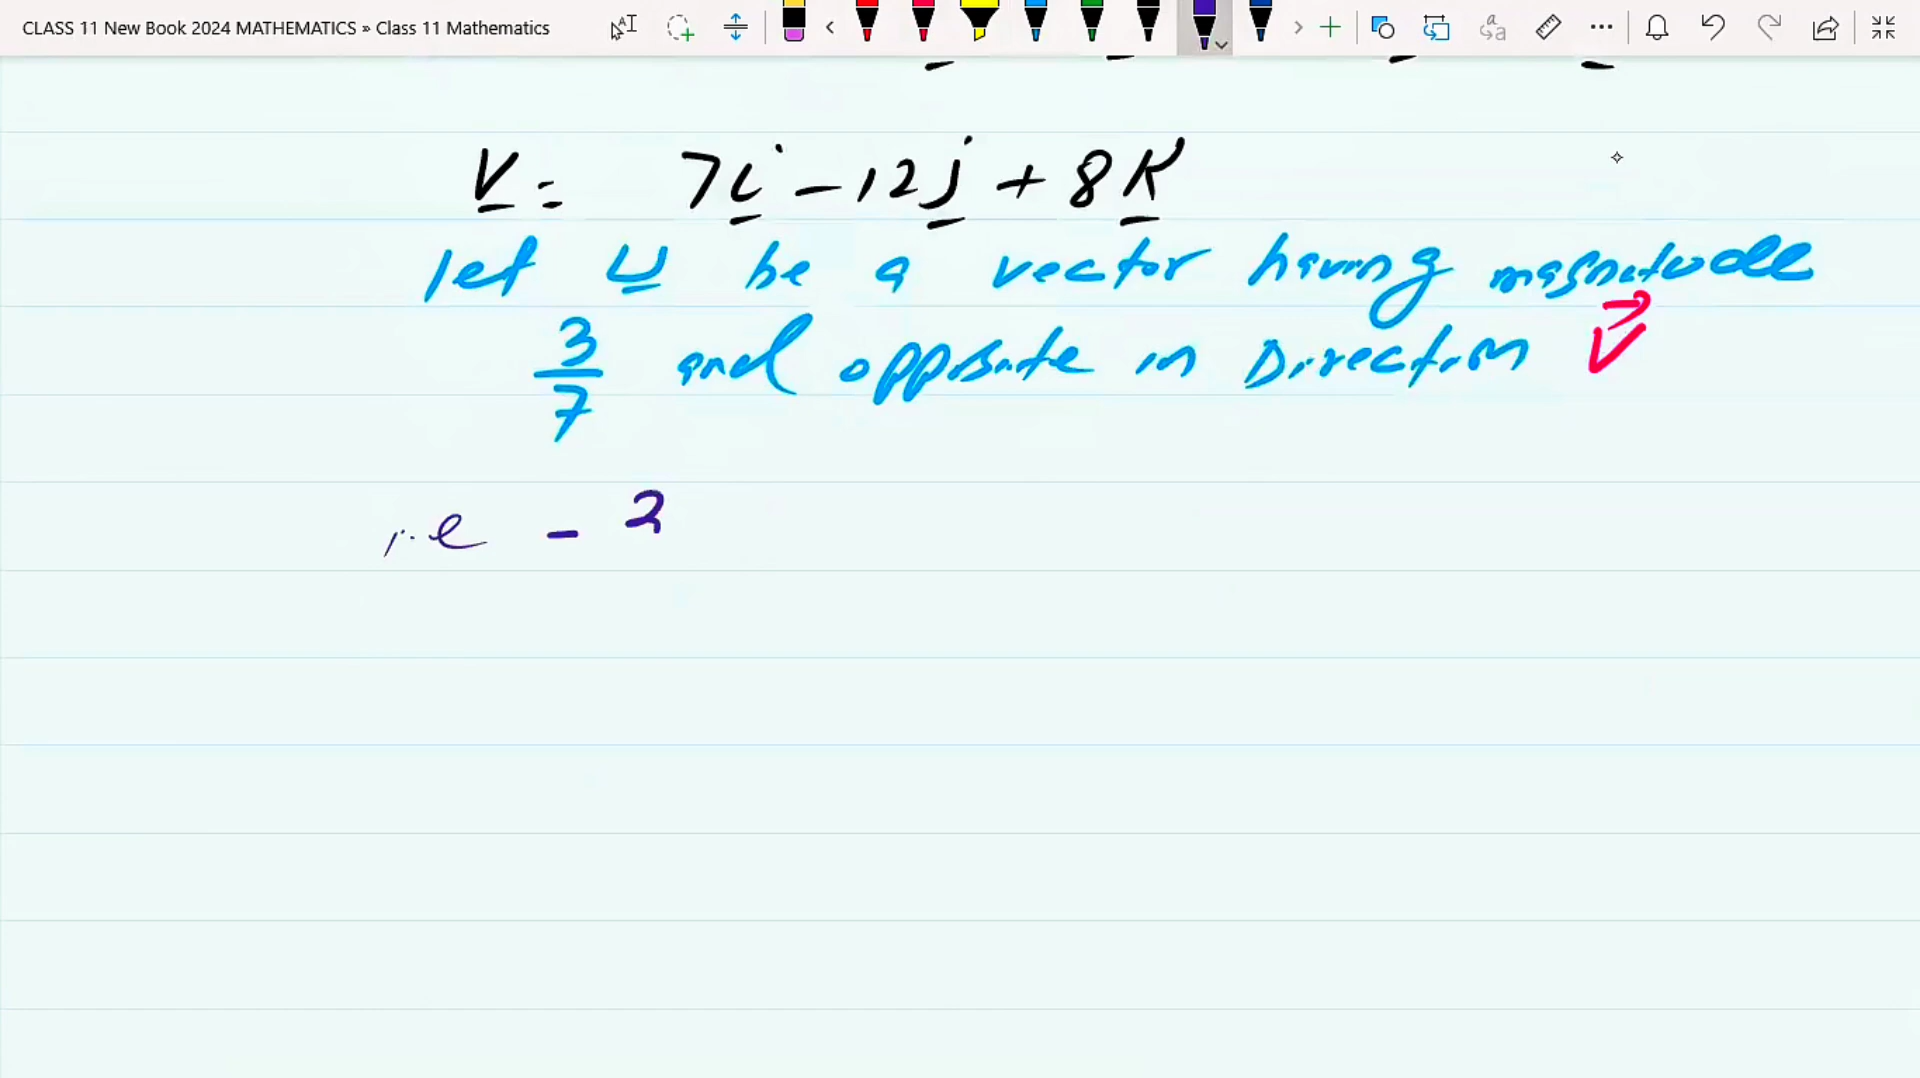 CLASS 11 New Book 2024 MATHEMATICS » Class 11 Mathematics
V = 7i - 12j + 8K
let u be a vector having magnitude
3/7 and opposite in Direction V⃗
i.e - 2